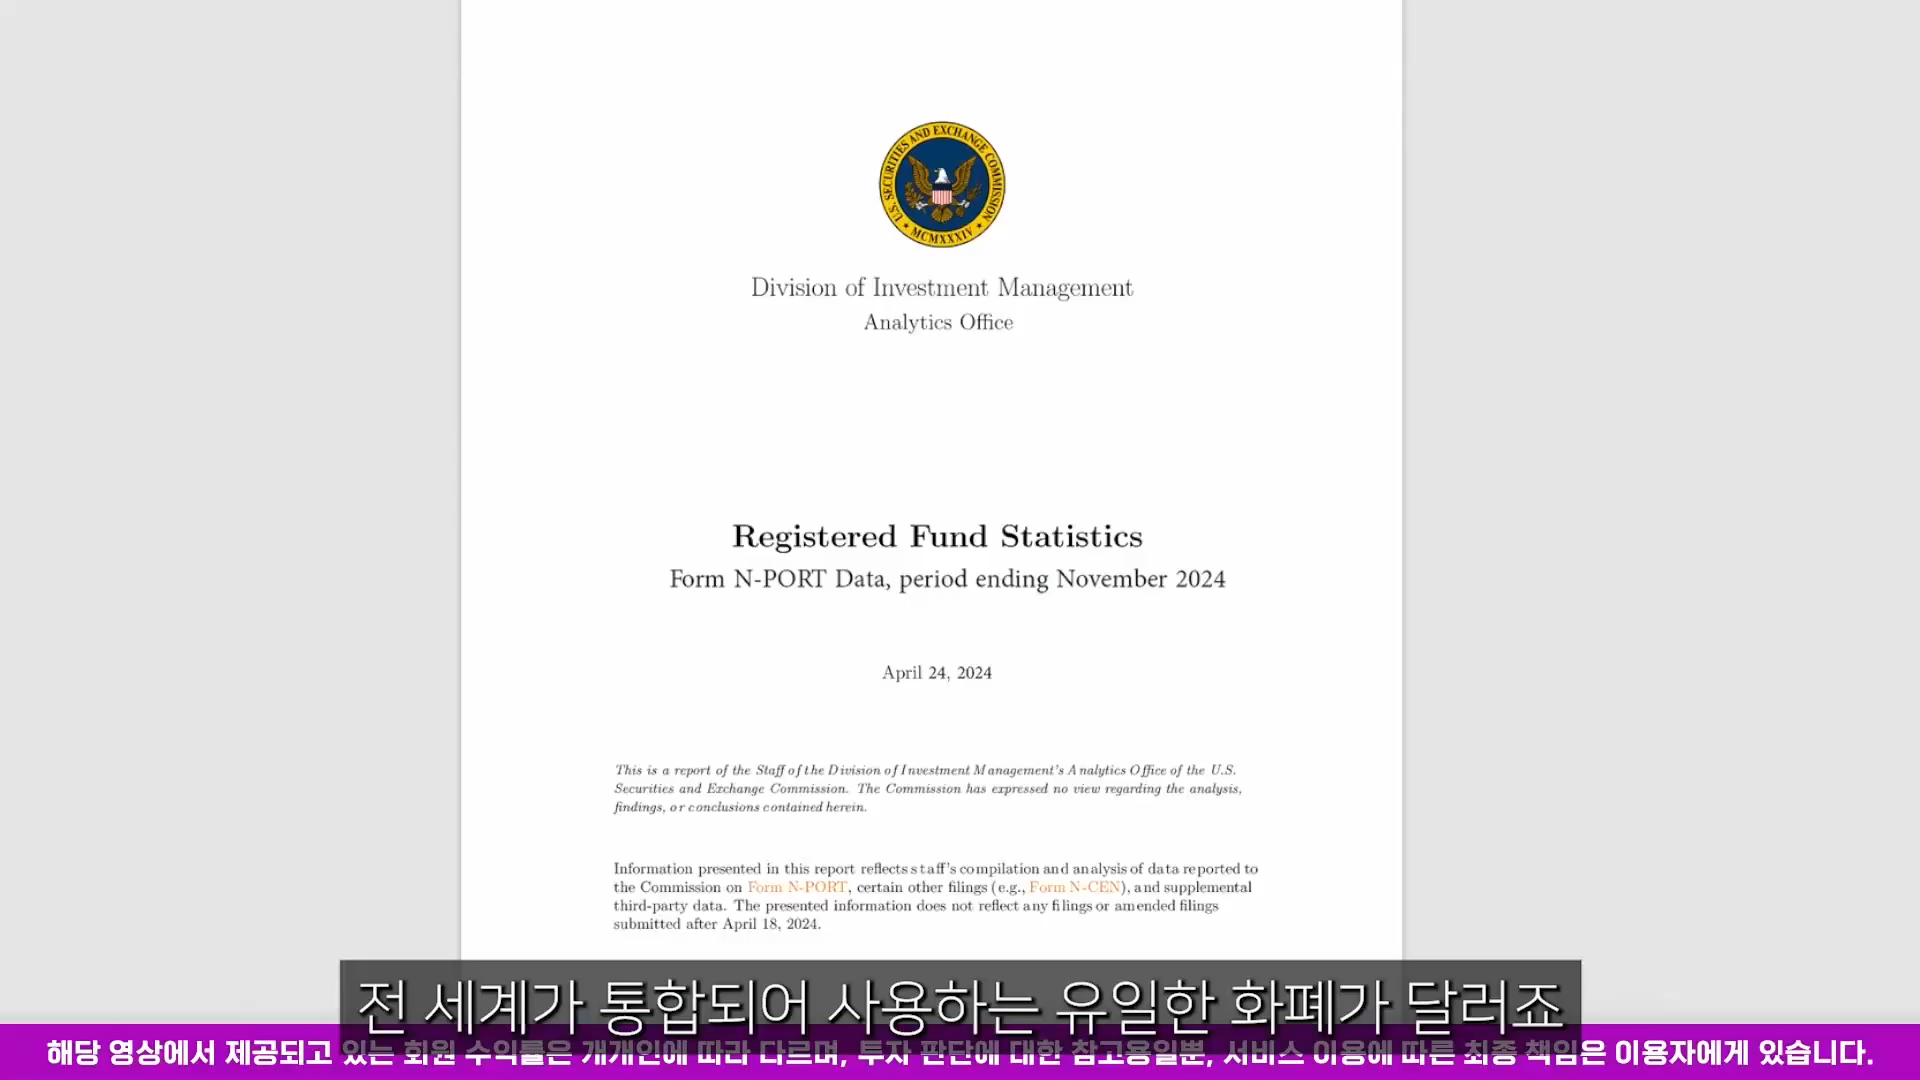 U.S. SECURITIES AND EXCHANGE COMMISSION
MCMXXXIV
Division of Investment Management
Analytics Office
Registered Fund Statistics
Form N-PORT Data, period ending November 2024
April 24, 2024
This is a report of the Staff of the Division of Investment Management's Analytics Office of the U.S.
Securities and Exchange Commission. The Commission has expressed no view regarding the analysis,
findings, or conclusions contained herein.
Information presented in this report reflects staff's compilation and analysis of data reported to
the Commission on Form N-PORT, certain other filings (e.g., Form N-CEN), and supplemental
third-party data. The presented information does not reflect any filings or amended filings
submitted after April 18, 2024.
전 세계가 통합되어 사용하는 유일한 화폐가 달러죠
해당 영상에서 제공되고 있는 회원 수익률은 개개인에 따라 다르며, 투자 판단에 대한 참고용일뿐, 서비스 이용에 따른 최종 책임은 이용자에게 있습니다.